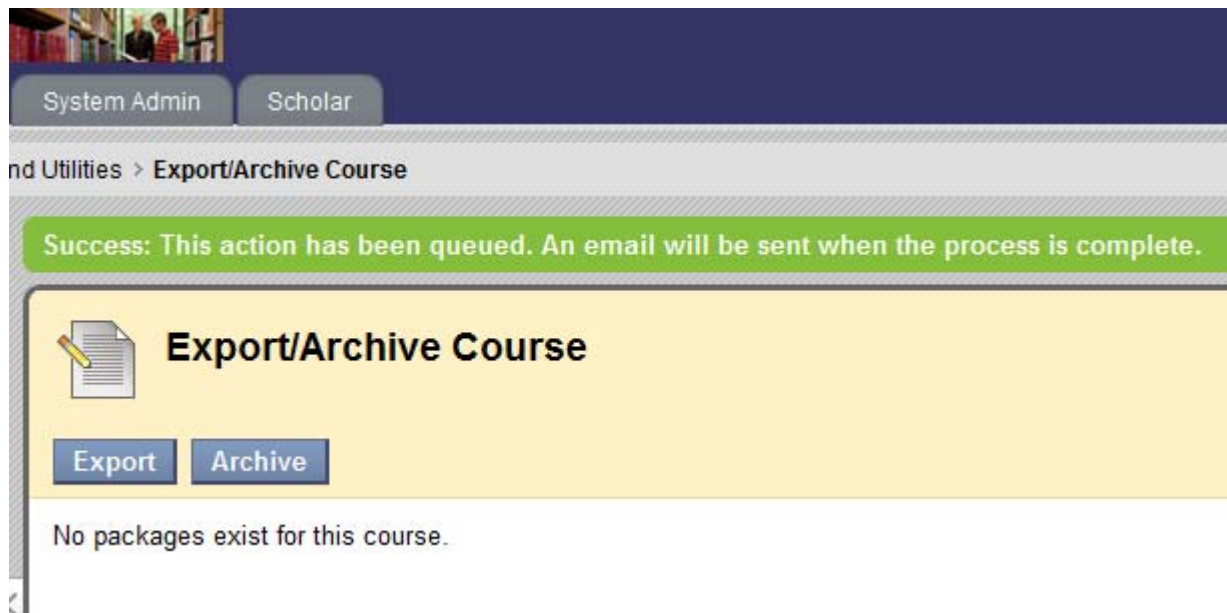 System Admin Scholar
nd Utilities > Export/Archive Course
Success: This action has been queued. An email will be sent when the process is complete.
Export/Archive Course
Export Archive
No packages exist for this course.